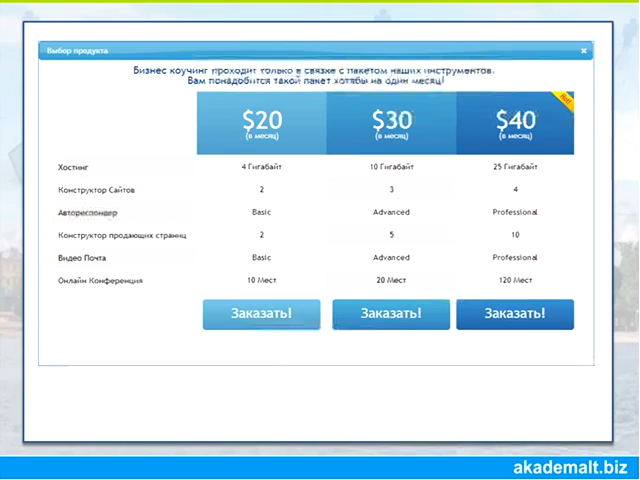 Выбор продукта
Бизнес коучинг проходит только в связке с пакетом наших инструментов.
Вам понадобится такой пакет хотябы на один месяц!
$20 $30 $40 Hot!
(в месяц) (в месяц) (в месяц)
Хостинг 4 Гигабайт 10 Гигабайт 25 Гигабайт
Конструктор Сайтов 2 3 4
Автореспондер Basic Advanced Professional
Конструктор продающих страниц 2 5 10
Видео Почта Basic Advanced Professional
Онлайн Конференция 10 Мест 20 Мест 120 Мест
Заказать! Заказать! Заказать!
akademalt.biz